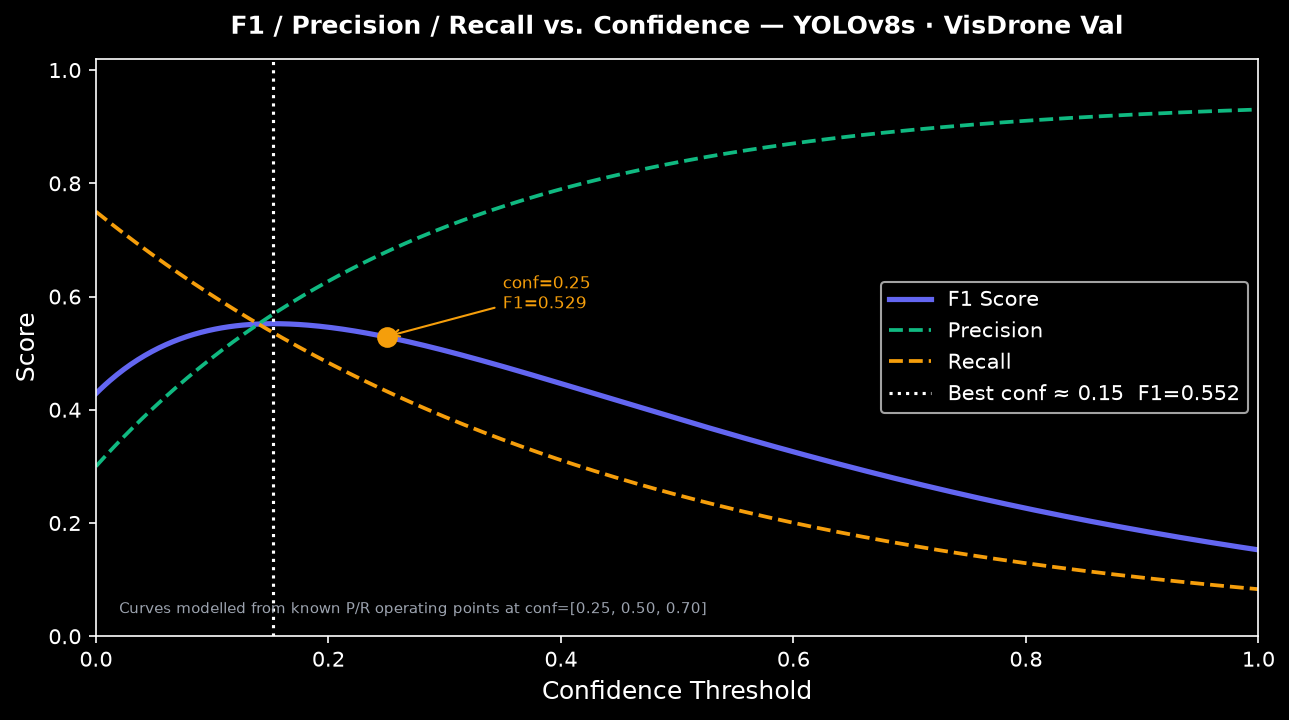 F1 / Precision / Recall vs. Confidence — YOLOv8s · VisDrone Val
1.0
0.8
0.6
0.4
0.2
0.0
Score
conf=0.25
F1=0.529
F1 Score
Precision
Recall
Best conf ≈ 0.15  F1=0.552
Curves modelled from known P/R operating points at conf=[0.25, 0.50, 0.70]
0.0 0.2 0.4 0.6 0.8 1.0
Confidence Threshold